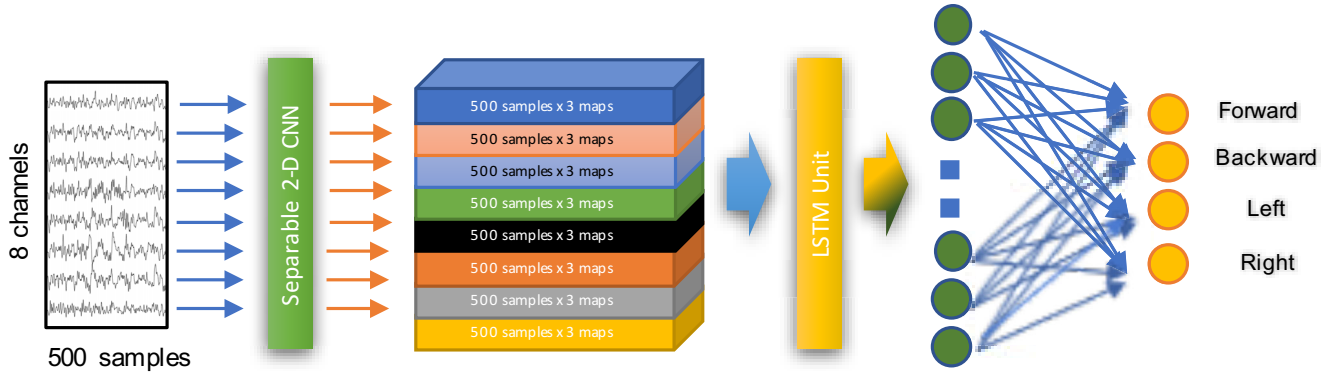 8 channels
500 samples
Separable 2-D CNN
500 samples x 3 maps
500 samples x 3 maps
500 samples x 3 maps
500 samples x 3 maps
500 samples x 3 maps
500 samples x 3 maps
500 samples x 3 maps
500 samples x 3 maps
LSTM Unit
Forward
Backward
Left
Right